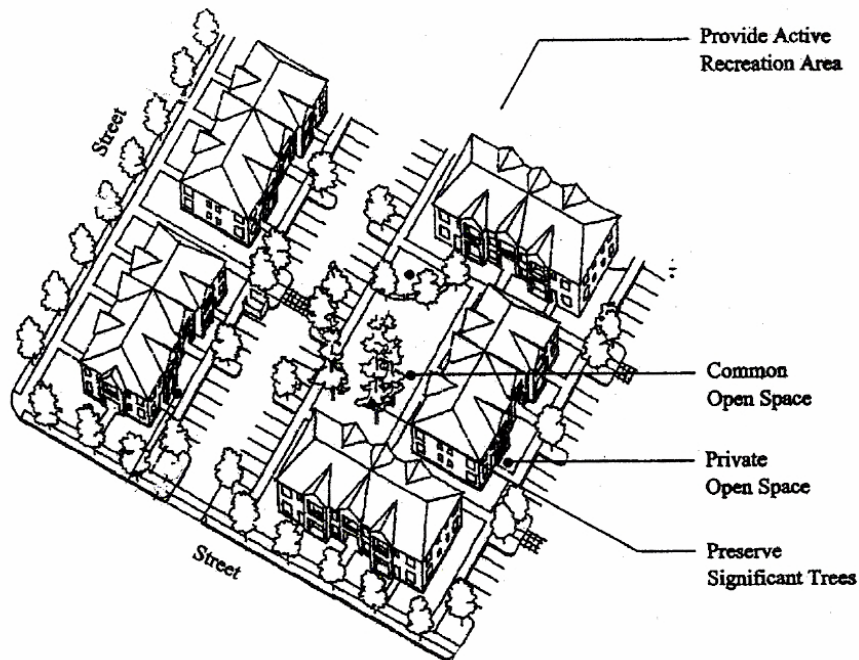 Provide Active
Recreation Area
Street
Common
Open Space
Private
Open Space
Preserve
Significant Trees
Street